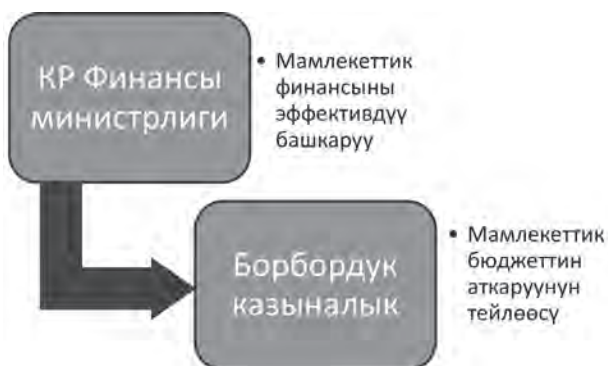 КР Финансы
министрлиги
• Мамлекеттик
финансыны
эффективдүү
башкаруу
Борбордук
казыналык
• Мамлекеттик
бюджеттин
аткаруунун
тейлөөсү